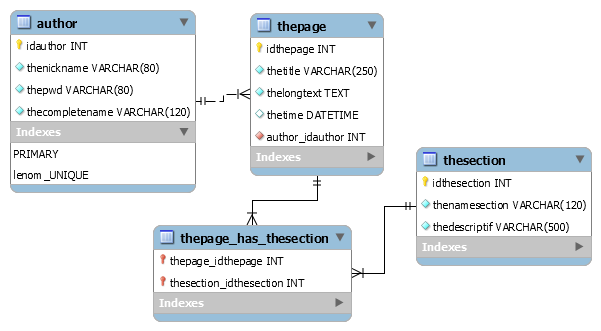 author
idauthor INT
thenickname VARCHAR(80)
thepwd VARCHAR(80)
thecompletename VARCHAR(120)
Indexes
PRIMARY
lenom_UNIQUE
thepage
idthepage INT
thetitle VARCHAR(250)
thelongtext TEXT
thetime DATETIME
author_idauthor INT
Indexes
thesection
idthesection INT
thenamesection VARCHAR(120)
thedescriptif VARCHAR(500)
Indexes
thepage_has_thesection
thepage_idthepage INT
thesection_idthesection INT
Indexes